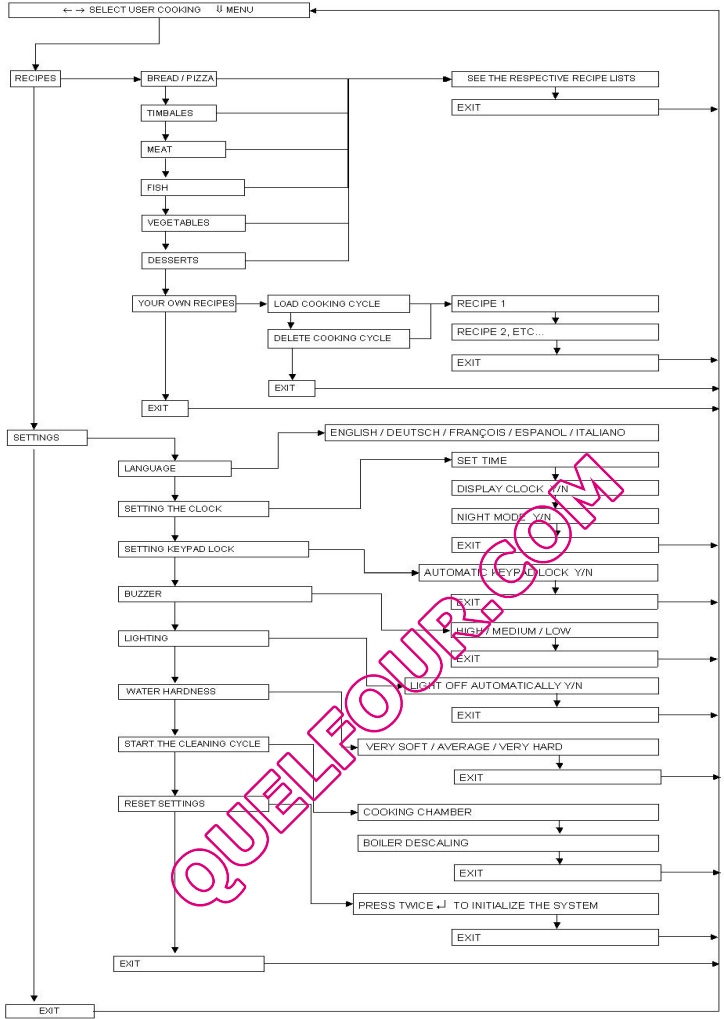 ← → SELECT USER COOKING ⇓ MENU
RECIPES
BREAD / PIZZA
SEE THE RESPECTIVE RECIPE LISTS
EXIT
TIMBALES
MEAT
FISH
VEGETABLES
DESSERTS
YOUR OWN RECIPES
LOAD COOKING CYCLE
RECIPE 1
DELETE COOKING CYCLE
RECIPE 2, ETC...
EXIT
EXIT
EXIT
SETTINGS
ENGLISH / DEUTSCH / FRANÇOIS / ESPANOL / ITALIANO
LANGUAGE
SET TIME
DISPLAY CLOCK Y/N
SETTING THE CLOCK
NIGHT MODE Y/N
EXIT
SETTING KEYPAD LOCK
AUTOMATIC KEYPAD LOCK Y/N
EXIT
BUZZER
HIGH / MEDIUM / LOW
EXIT
LIGHTING
LIGHT OFF AUTOMATICALLY Y/N
EXIT
WATER HARDNESS
VERY SOFT / AVERAGE / VERY HARD
EXIT
START THE CLEANING CYCLE
COOKING CHAMBER
BOILER DESCALING
EXIT
RESET SETTINGS
PRESS TWICE ↵ TO INITIALIZE THE SYSTEM
EXIT
EXIT
EXIT
QUELFOUR.COM